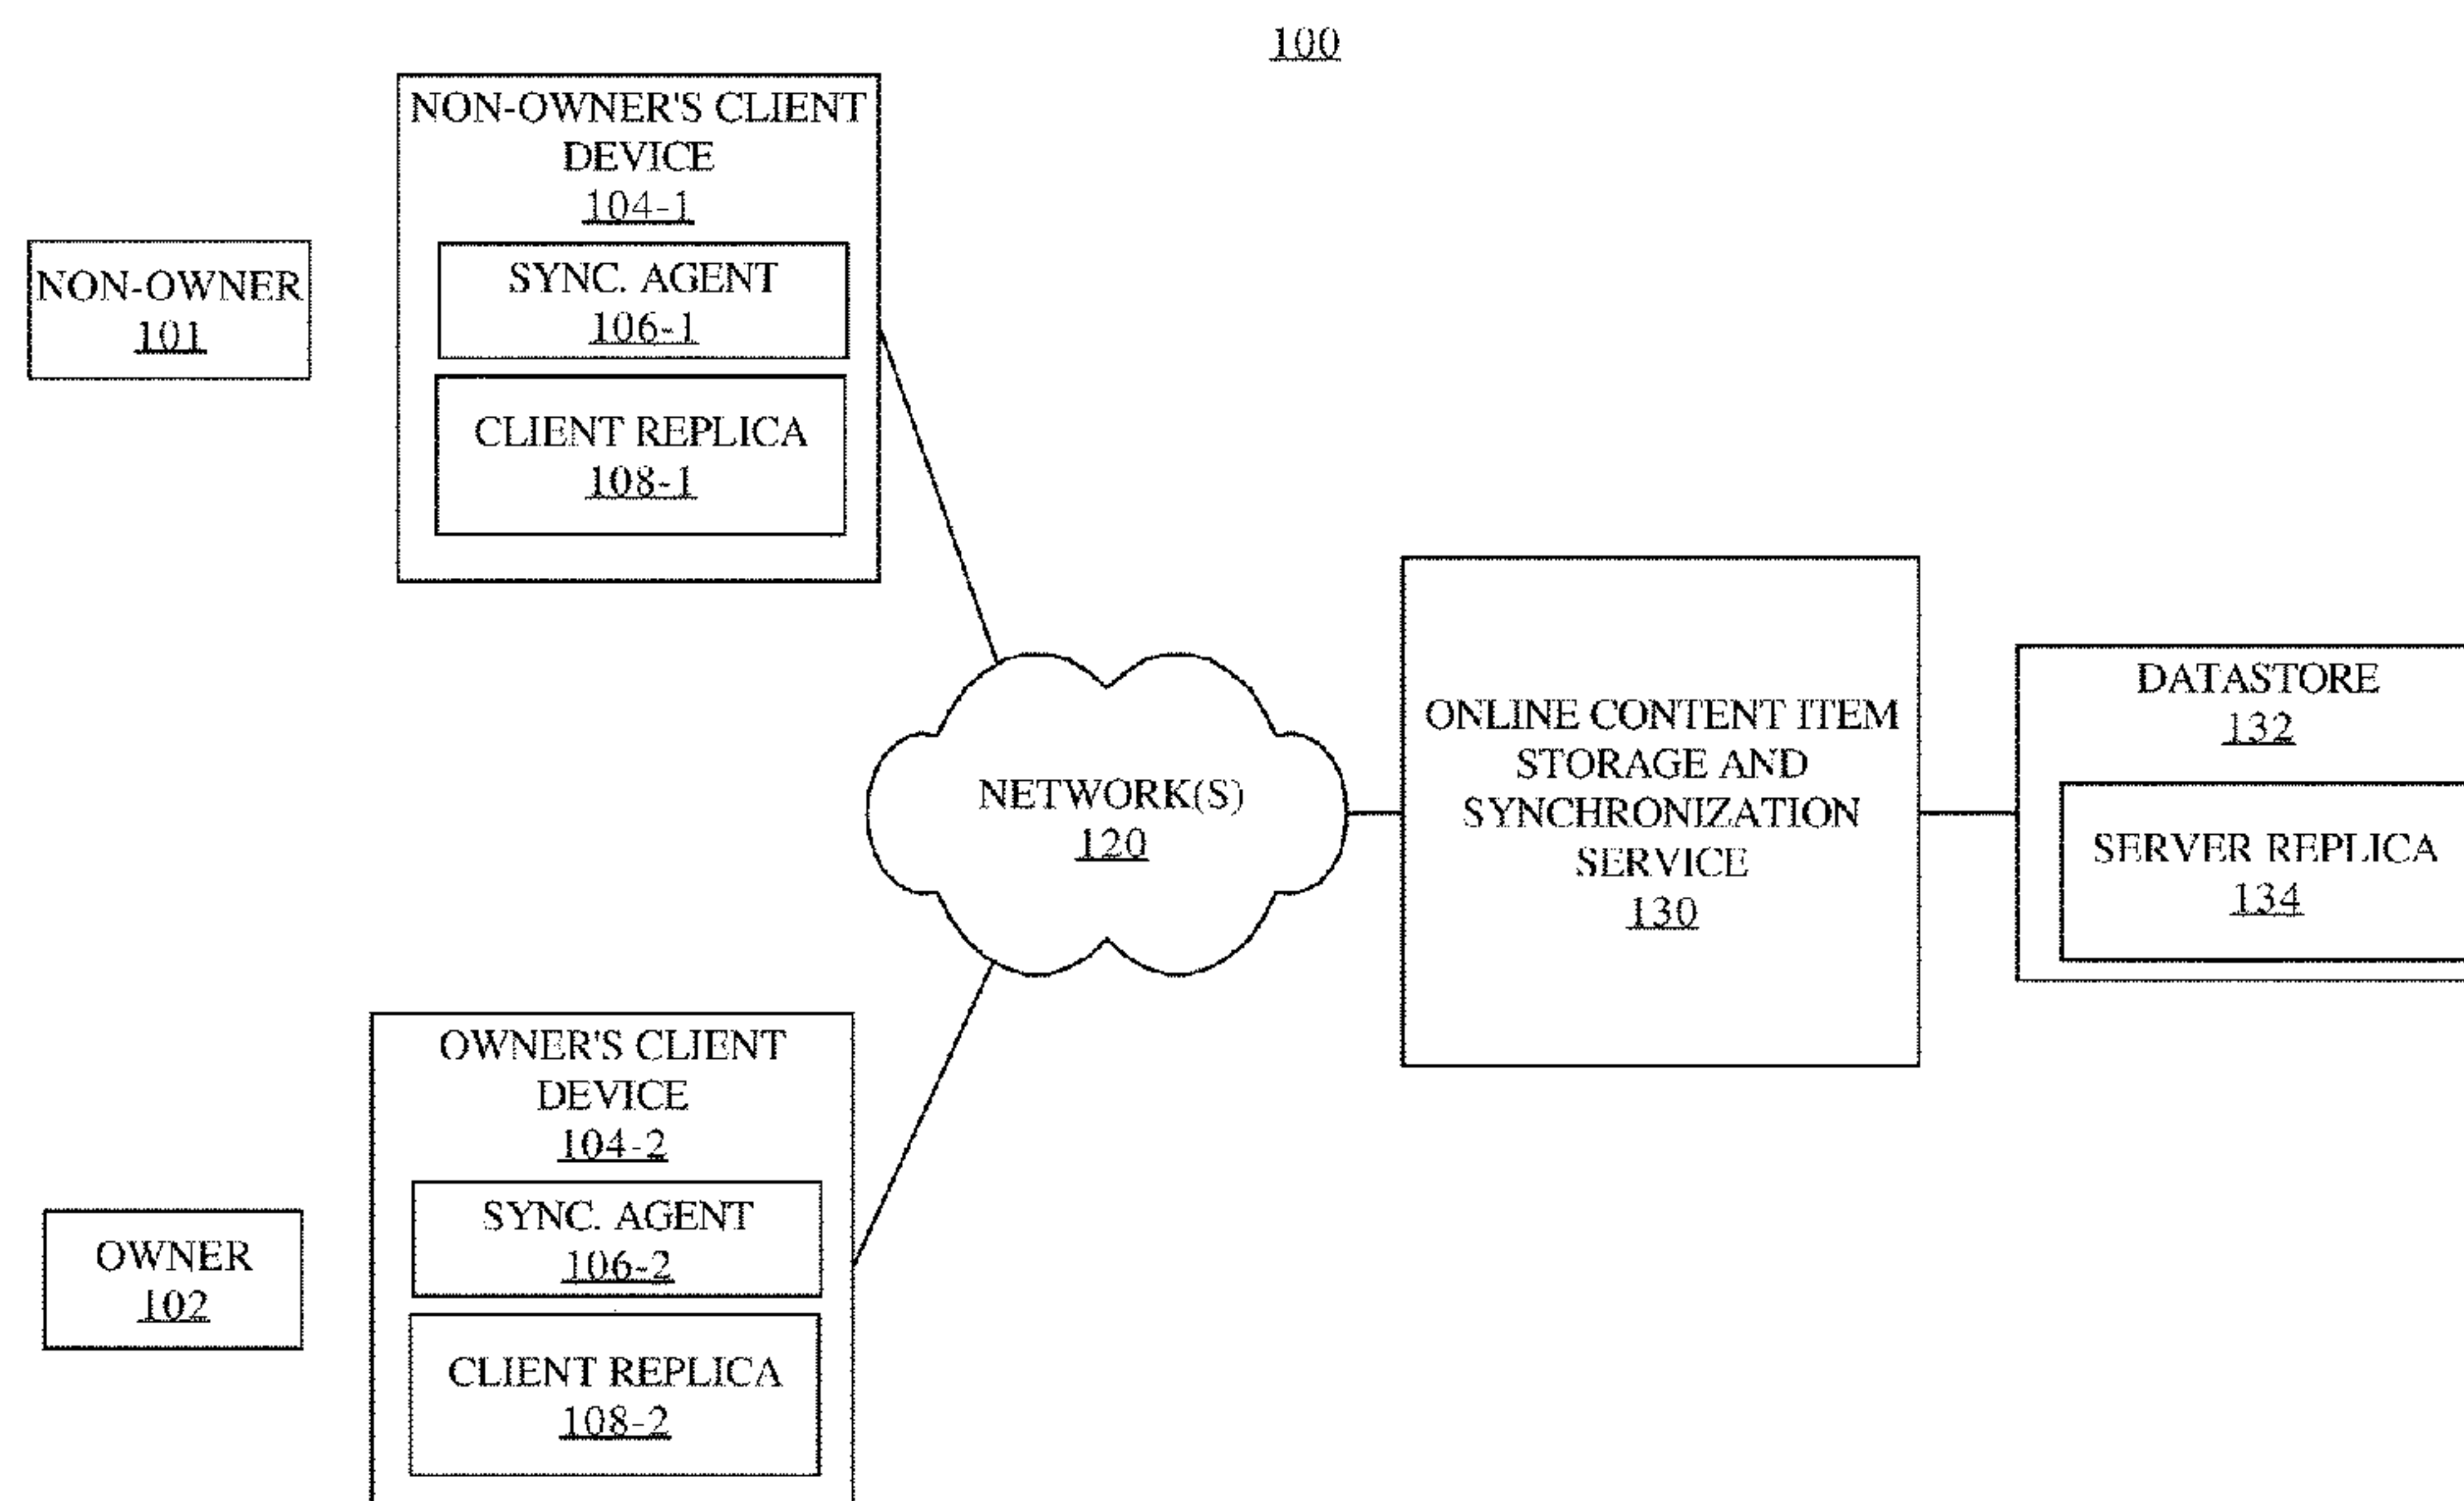 100
NON-OWNER
101
NON-OWNER'S CLIENT
DEVICE
104-1
SYNC. AGENT
106-1
CLIENT REPLICA
108-1
NETWORK(S)
120
ONLINE CONTENT ITEM
STORAGE AND
SYNCHRONIZATION
SERVICE
130
DATASTORE
132
SERVER REPLICA
134
OWNER
102
OWNER'S CLIENT
DEVICE
104-2
SYNC. AGENT
106-2
CLIENT REPLICA
108-2